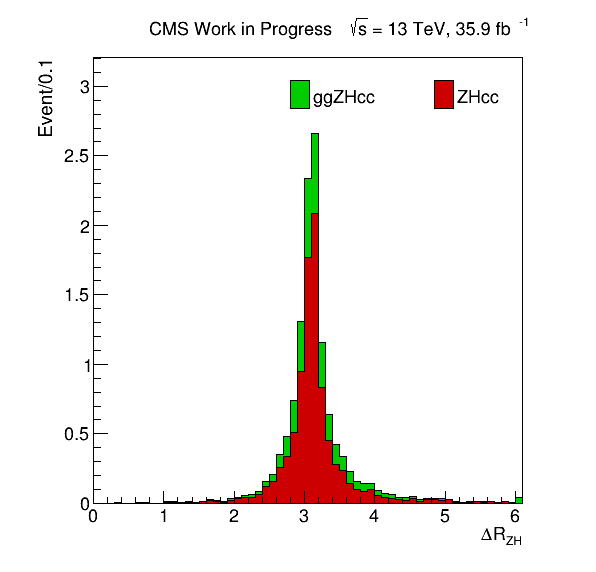 CMS Work in Progress √s = 13 TeV, 35.9 fb⁻¹
Event/0.1
ggZHcc ZHcc
3
2.5
2
1.5
1
0.5
0
0 1 2 3 4 5 6
ΔR_ZH